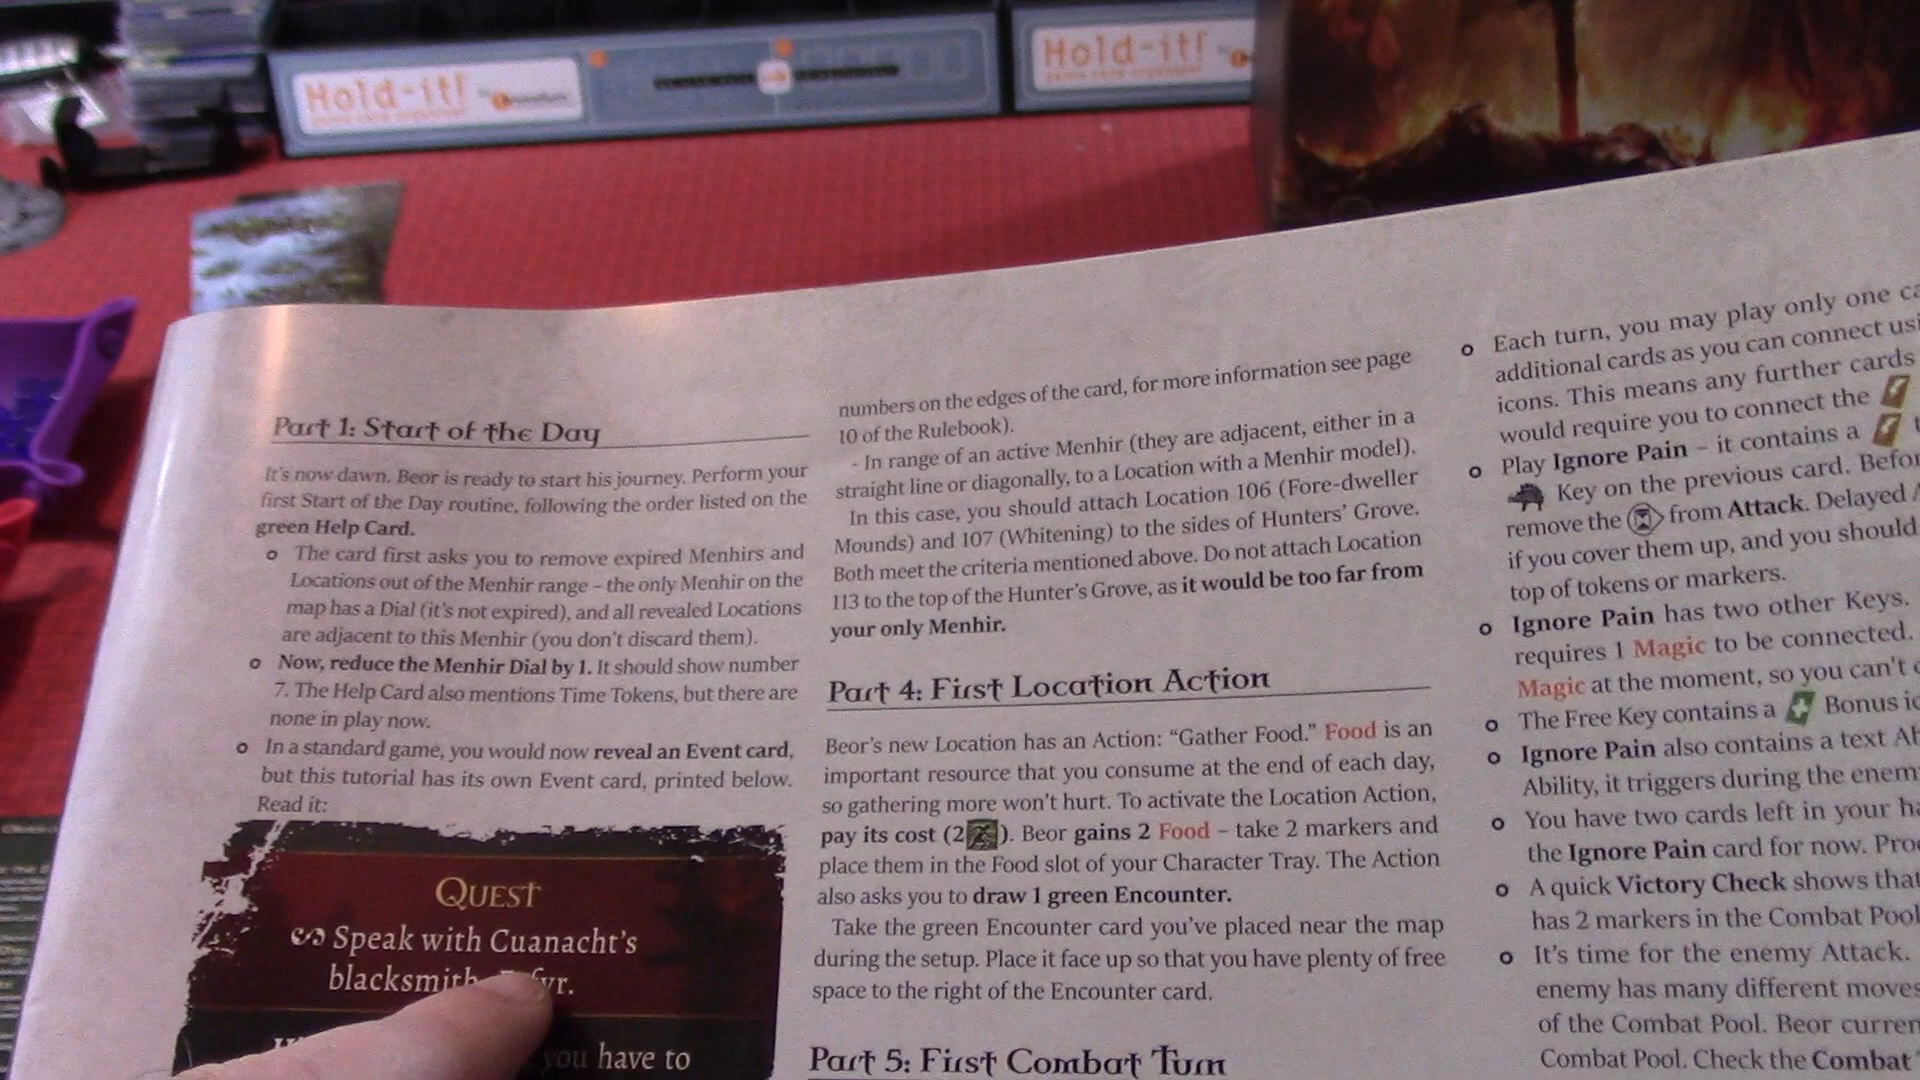 Hold-it!
Hold-it!
Part 1: Start of the Day
It's now dawn. Beor is ready to start his journey. Perform your
first Start of the Day routine, following the order listed on the
green Help Card.
The card first asks you to remove expired Menhirs and
Locations out of the Menhir range – the only Menhir on the
map has a Dial (it's not expired), and all revealed Locations
are adjacent to this Menhir (you don't discard them).
Now, reduce the Menhir Dial by 1. It should show number
7. The Help Card also mentions Time Tokens, but there are
none in play now.
In a standard game, you would now reveal an Event card,
but this tutorial has its own Event card, printed below.
Read it:
QUEST
Speak with Cuanacht's
blacksmith
you have to
numbers on the edges of the card, for more information see page
10 of the Rulebook).
- In range of an active Menhir (they are adjacent, either in a
straight line or diagonally, to a Location with a Menhir model).
In this case, you should attach Location 106 (Fore-dweller
Mounds) and 107 (Whitening) to the sides of Hunters' Grove.
Both meet the criteria mentioned above. Do not attach Location
113 to the top of the Hunter's Grove, as it would be too far from
your only Menhir.
Part 4: First Location Action
Beor's new Location has an Action: “Gather Food.” Food is an
important resource that you consume at the end of each day,
so gathering more won't hurt. To activate the Location Action,
pay its cost (2 ). Beor gains 2 Food – take 2 markers and
place them in the Food slot of your Character Tray. The Action
also asks you to draw 1 green Encounter.
Take the green Encounter card you've placed near the map
during the setup. Place it face up so that you have plenty of free
space to the right of the Encounter card.
Part 5: First Combat Turn
Each turn, you may play only one
additional cards as you can connect
icons. This means any further cards
would require you to connect the
Play Ignore Pain – it contains a
Key on the previous card.
remove the from Attack. Delayed
if you cover them up, and you should
top of tokens or markers.
Ignore Pain has two other Keys.
requires 1 Magic to be connected.
Magic at the moment, so you can't
The Free Key contains a Bonus
Ignore Pain also contains a text
Ability, it triggers during the
You have two cards left in your
the Ignore Pain card for now.
A quick Victory Check shows that
has 2 markers in the Combat
It's time for the enemy Attack.
enemy has many different moves
of the Combat Pool. Beor
Combat Pool. Check the Combat